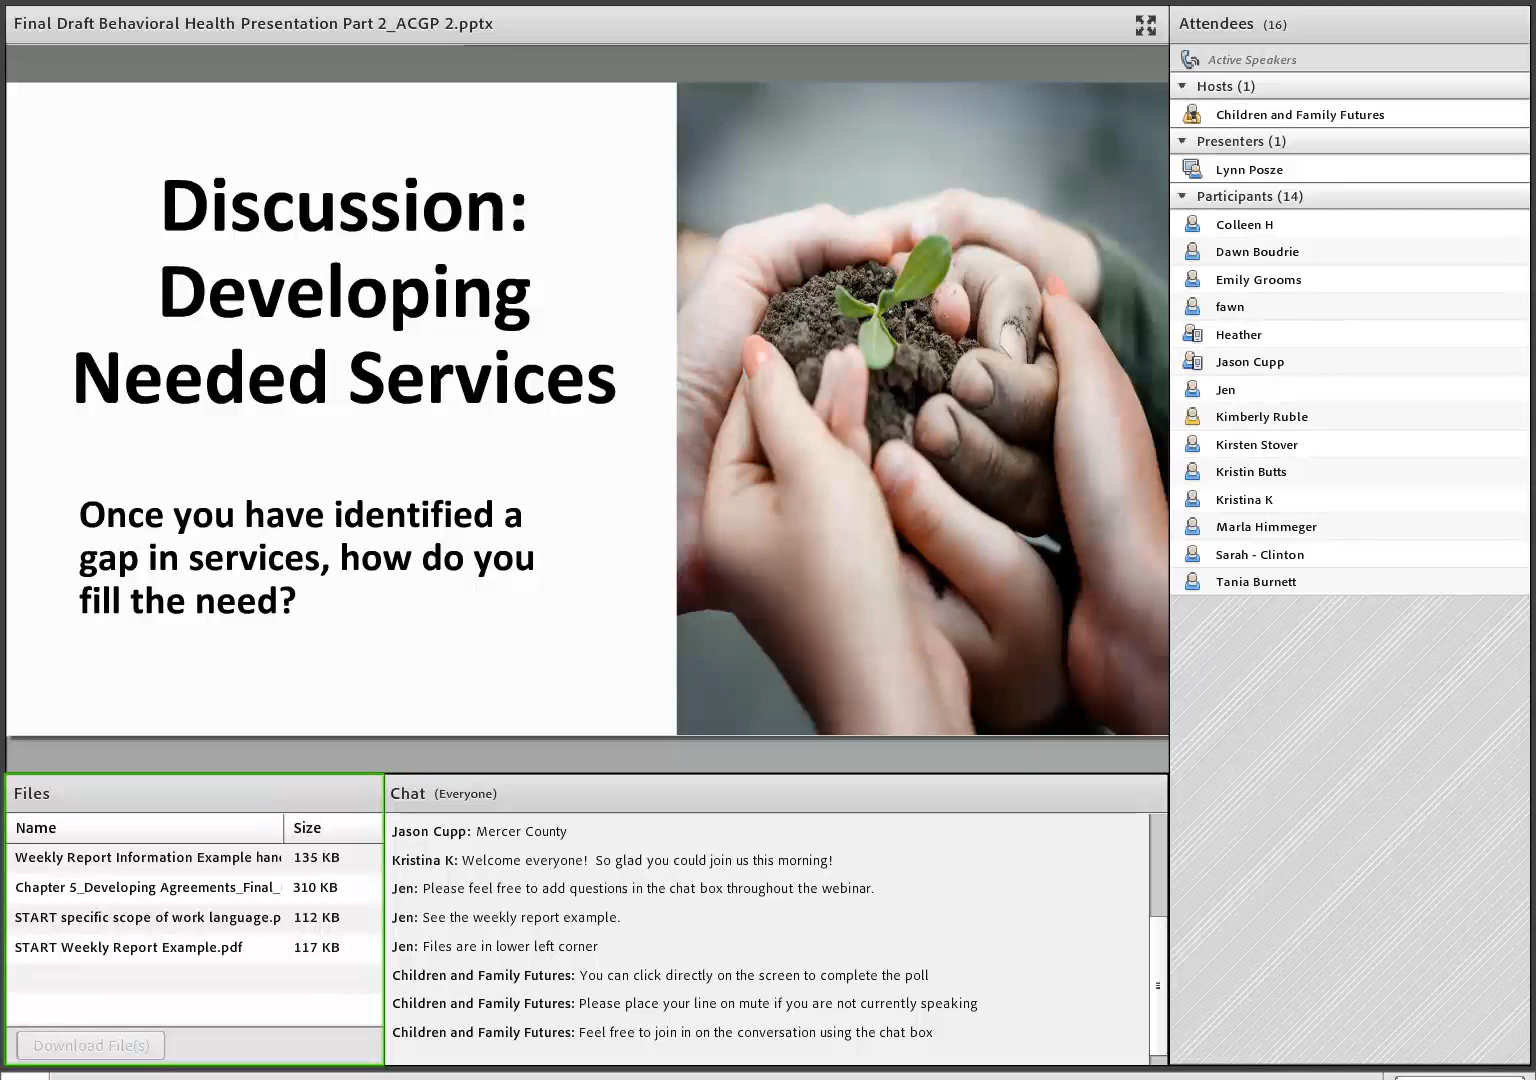 Final Draft Behavioral Health Presentation Part 2_ACGP 2.pptx
Discussion:
Developing
Needed Services
Once you have identified a
gap in services, how do you
fill the need?
Attendees (16)
Active Speakers
Hosts (1)
Children and Family Futures
Presenters (1)
Lynn Posze
Participants (14)
Colleen H
Dawn Boudrie
Emily Grooms
fawn
Heather
Jason Cupp
Jen
Kimberly Ruble
Kirsten Stover
Kristin Butts
Kristina K
Marla Himmeger
Sarah - Clinton
Tania Burnett
Files
Name Size
Weekly Report Information Example 135 KB
Chapter 5_Developing Agreements_Final_ 310 KB
START specific scope of work language.p 112 KB
START Weekly Report Example.pdf 117 KB
Download File(s)
Chat (Everyone)
Jason Cupp: Mercer County
Kristina K: Welcome everyone! So glad you could join us this morning!
Jen: Please feel free to add questions in the chat box throughout the webinar.
Jen: See the weekly report example.
Jen: Files are in lower left corner
Children and Family Futures: You can click directly on the screen to complete the poll
Children and Family Futures: Please place your line on mute if you are not currently speaking
Children and Family Futures: Feel free to join in on the conversation using the chat box